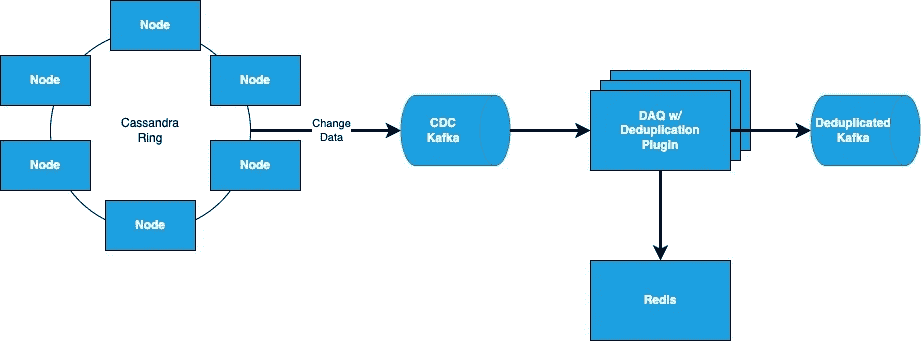 Node
Node
Node
Cassandra
Ring
Node
Node
Node
Change
Data
CDC
Kafka
DAQ w/
Deduplication
Plugin
Deduplicated
Kafka
Redis